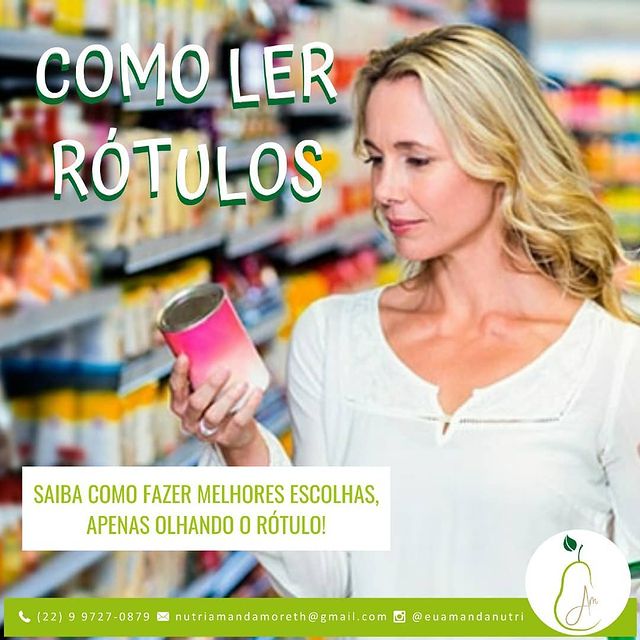 COMO LER
RÓTULOS
SAIBA COMO FAZER MELHORES ESCOLHAS,
APENAS OLHANDO O RÓTULO!
Am
(22) 9 9727-0879 nutriamandamoreth@gmail.com @euamandanutri